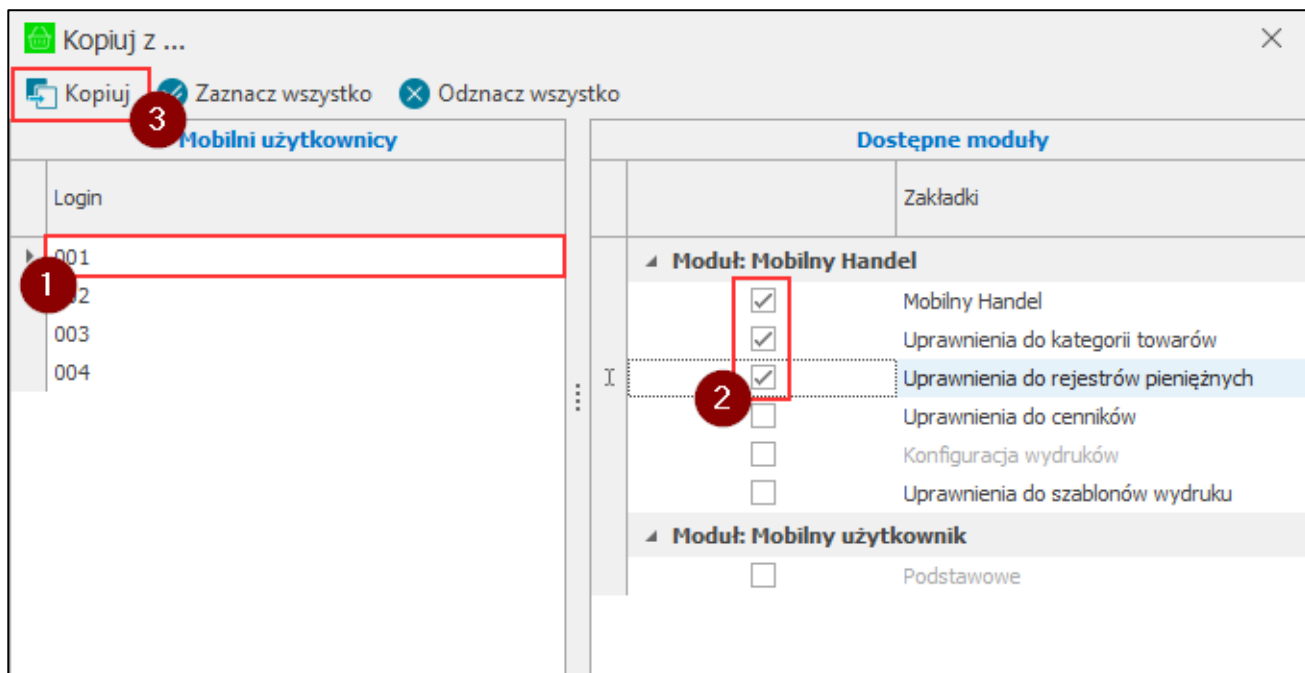 Kopiuj z ...
Kopiuj Zaznacz wszystko Odznacz wszystko
3
Mobilni użytkownicy Dostępne moduły
Login Zakładki
001
1
02
003
004
Moduł: Mobilny Handel
Mobilny Handel
Uprawnienia do kategorii towarów
Uprawnienia do rejestrów pieniężnych
2
Uprawnienia do cenników
Konfiguracja wydruków
Uprawnienia do szablonów wydruku
Moduł: Mobilny użytkownik
Podstawowe